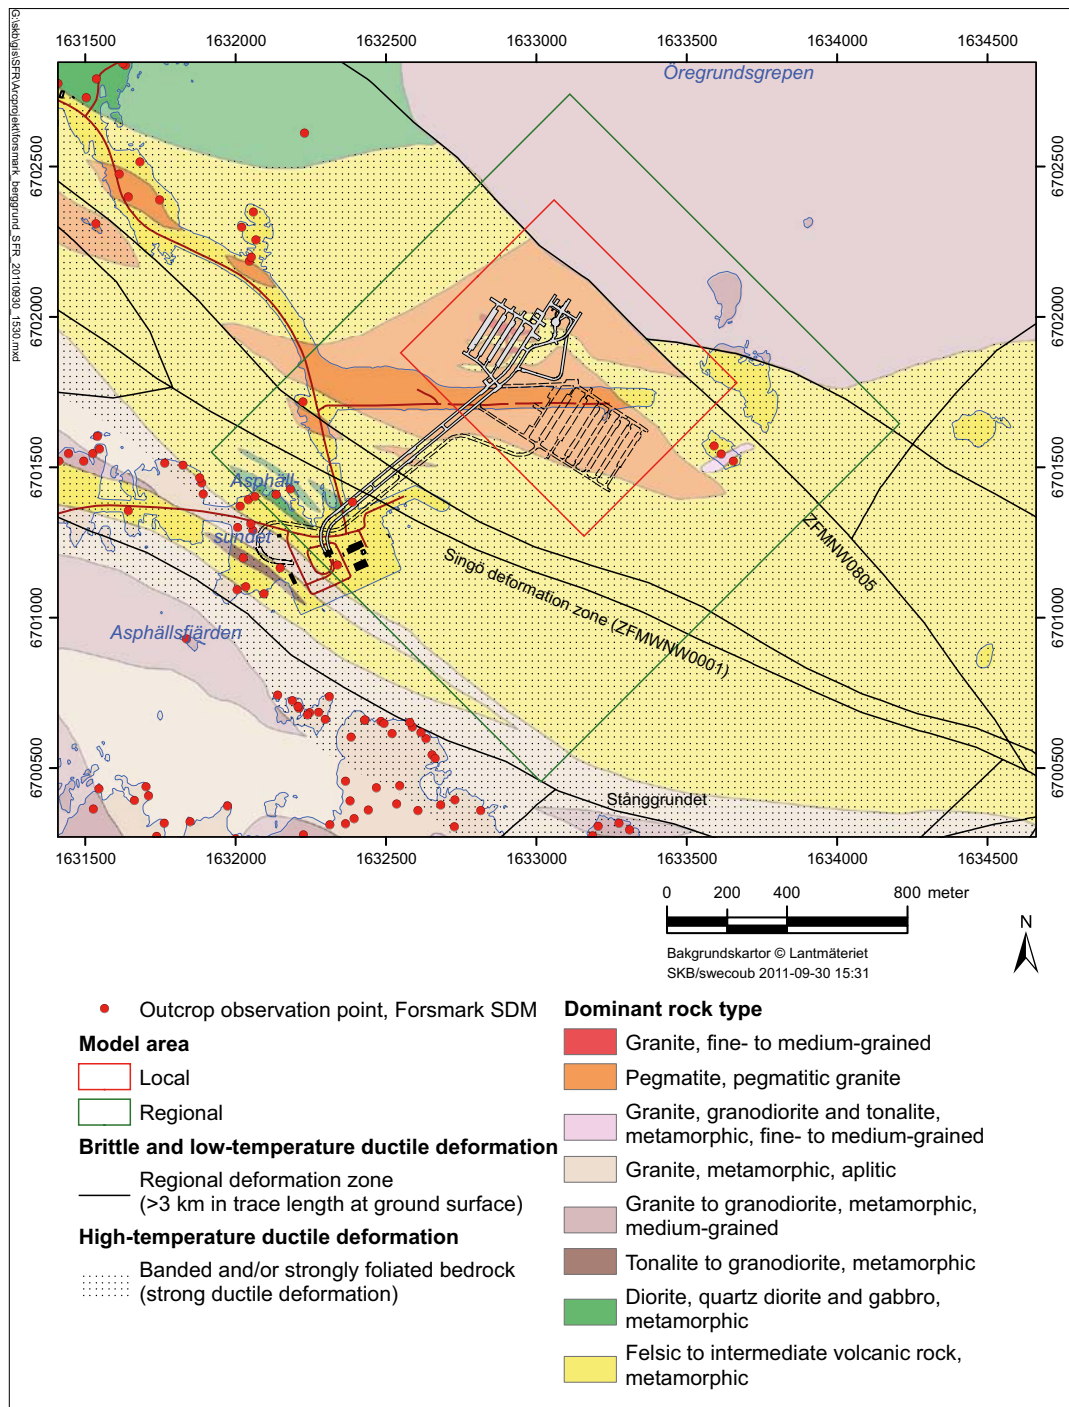 G:\skb\gis\SFR\Arcprojekt\forsmark_berggrund_SFR_20110930_1530.mxd
1631500 1632000 1632500 1633000 1633500 1634000 1634500
Öregrundsgrepen
6702500 6702500
6702000 6702000
6701500 6701500
Asphäll-
sundet
ZFMNW0805
Singö deformation zone (ZFMWNW0001)
6701000 6701000
Asphällsfjärden
6700500 6700500
Stånggrundet
1631500 1632000 1632500 1633000 1633500 1634000 1634500
0 200 400 800 meter
N
Bakgrundskartor © Lantmäteriet
SKB/swecoub 2011-09-30 15:31
Outcrop observation point, Forsmark SDM
Model area
Local
Regional
Brittle and low-temperature ductile deformation
Regional deformation zone
(>3 km in trace length at ground surface)
High-temperature ductile deformation
Banded and/or strongly foliated bedrock
(strong ductile deformation)
Dominant rock type
Granite, fine- to medium-grained
Pegmatite, pegmatitic granite
Granite, granodiorite and tonalite,
metamorphic, fine- to medium-grained
Granite, metamorphic, aplitic
Granite to granodiorite, metamorphic,
medium-grained
Tonalite to granodiorite, metamorphic
Diorite, quartz diorite and gabbro,
metamorphic
Felsic to intermediate volcanic rock,
metamorphic